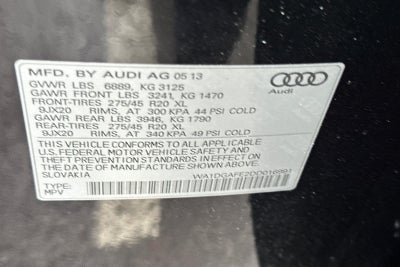 MFD. BY AUDI AG 05 13
GVWR LBS 6889, KG 3125
GAWR FRONT LBS 3241, KG 1470
FRONT-TIRES 275/45 R20 XL
9JX20 RIMS, AT 300 KPA 44 PSI COLD
GAWR REAR LBS 3946, KG 1790
REAR-TIRES 275/45 R20 XL
9JX20 RIMS, AT 340 KPA 49 PSI COLD
THIS VEHICLE CONFORMS TO ALL APPLICABLE
U.S. FEDERAL MOTOR VEHICLE SAFETY AND
THEFT PREVENTION STANDARDS IN EFFECT ON
THE DATE OF MANUFACTURE SHOWN ABOVE.
SLOVAKIA
TYPE:
MPV
WA1DGAFE2DD016991
Audi